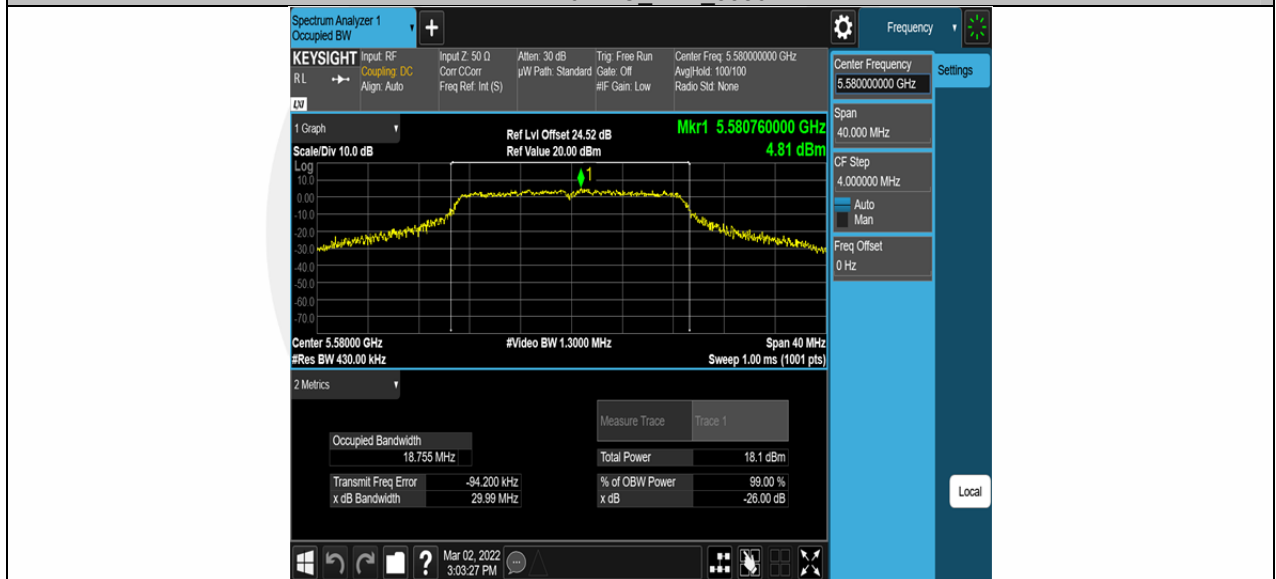 Spectrum Analyzer 1
Occupied BW
+
Frequency
KEYSIGHT
Input: RF
Input Z: 50 Ω
Atten: 30 dB
Trig: Free Run
Center Freq: 5.580000000 GHz
RL
Coupling: DC
Corr CCorr
µW Path: Standard
Gate: Off
Avg|Hold: 100/100
Align: Auto
Freq Ref: Int (S)
#IF Gain: Low
Radio Std: None
LXI
Center Frequency
5.580000000 GHz
Settings
Span
40.000 MHz
CF Step
4.000000 MHz
Auto
Man
Freq Offset
0 Hz
Local
1 Graph
Ref Lvl Offset 24.52 dB
Mkr1 5.580760000 GHz
Scale/Div 10.0 dB
Ref Value 20.00 dBm
4.81 dBm
Log
10.0
1
0.00
-10.0
-20.0
-30.0
-40.0
-50.0
-60.0
-70.0
Center 5.58000 GHz
#Video BW 1.3000 MHz
Span 40 MHz
#Res BW 430.00 kHz
Sweep 1.00 ms (1001 pts)
2 Metrics
Measure Trace
Trace 1
Occupied Bandwidth
18.755 MHz
Total Power
18.1 dBm
Transmit Freq Error
-94.200 kHz
% of OBW Power
99.00 %
x dB Bandwidth
29.99 MHz
x dB
-26.00 dB
?
Mar 02, 2022
3:03:27 PM